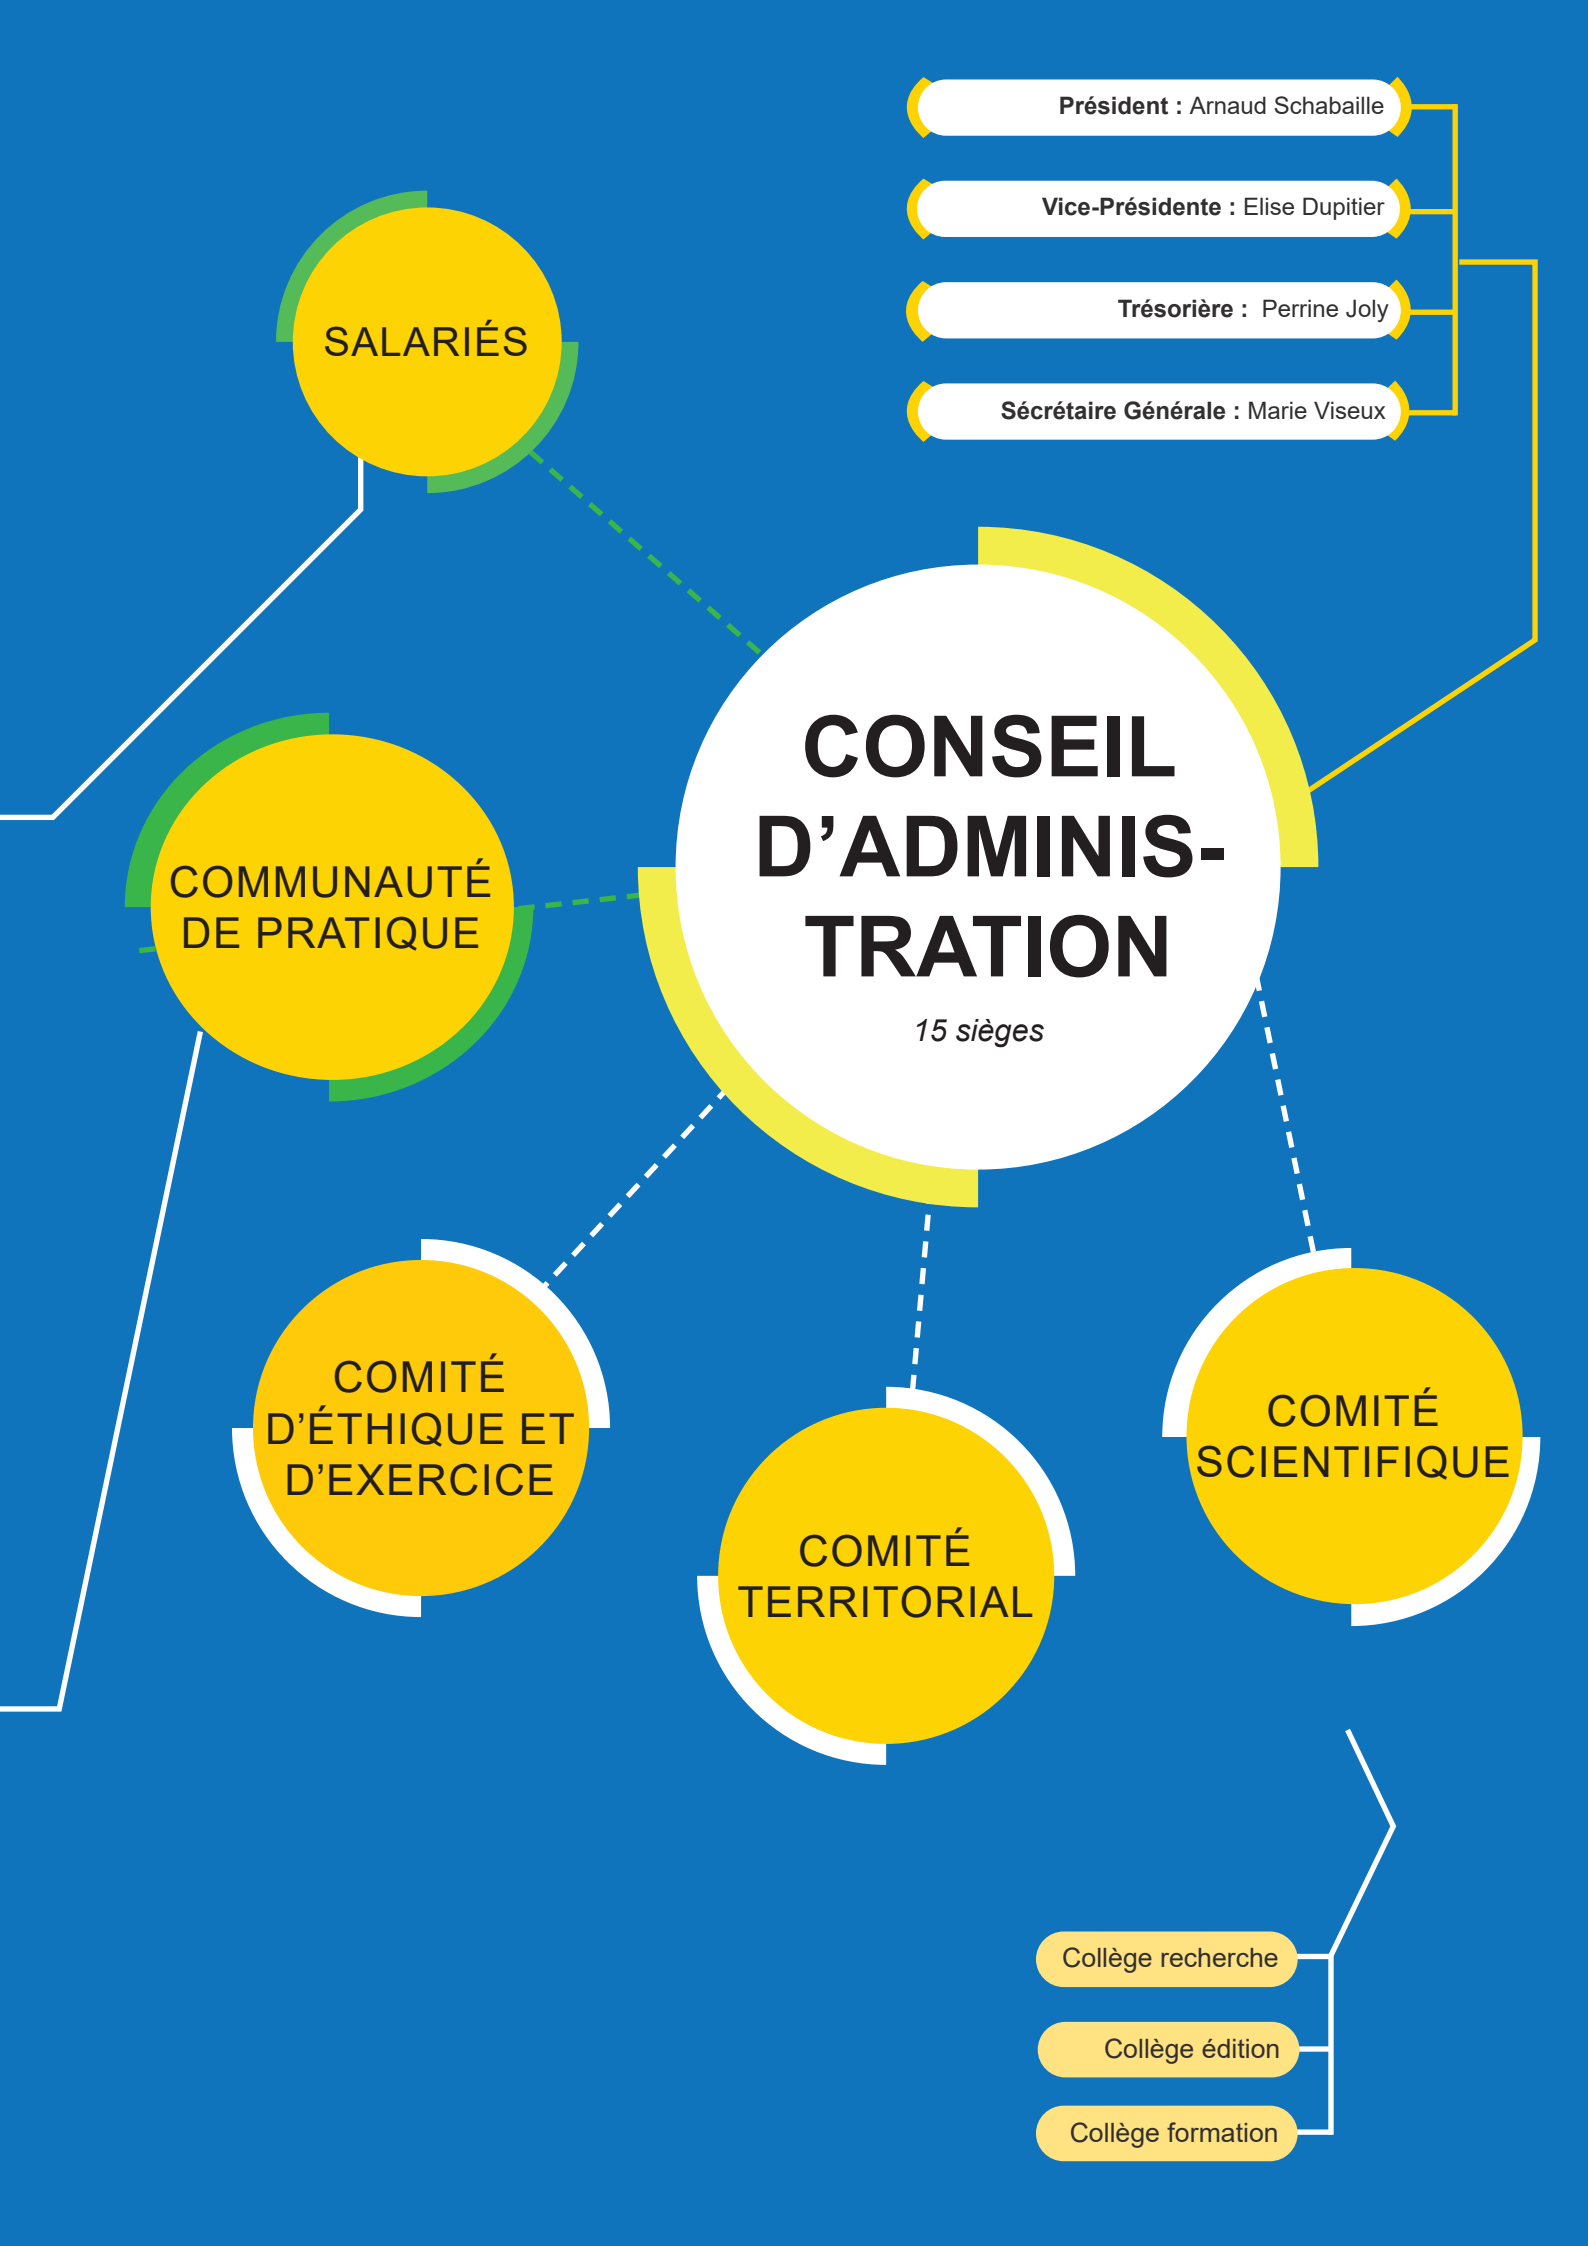 Président : Arnaud Schabaille
Vice-Présidente : Elise Dupitier
Trésorière : Perrine Joly
Sécrétaire Générale : Marie Viseux
SALARIÉS
CONSEIL
D’ADMINIS-
TRATION
15 sièges
COMMUNAUTÉ
DE PRATIQUE
COMITÉ
D’ÉTHIQUE ET
D’EXERCICE
COMITÉ
TERRITORIAL
COMITÉ
SCIENTIFIQUE
Collège recherche
Collège édition
Collège formation